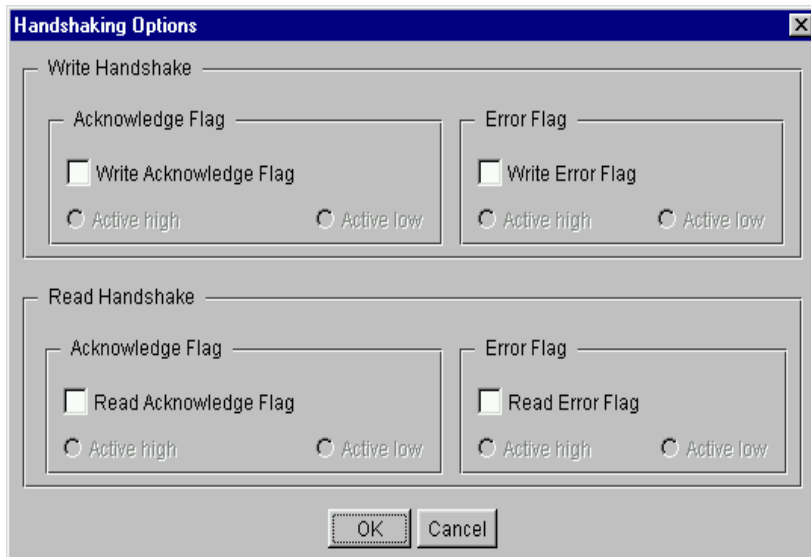 Handshaking Options
Write Handshake
Acknowledge Flag
Error Flag
Write Acknowledge Flag
Write Error Flag
Active high
Active low
Active high
Active low
Read Handshake
Acknowledge Flag
Error Flag
Read Acknowledge Flag
Read Error Flag
Active high
Active low
Active high
Active low
OK
Cancel